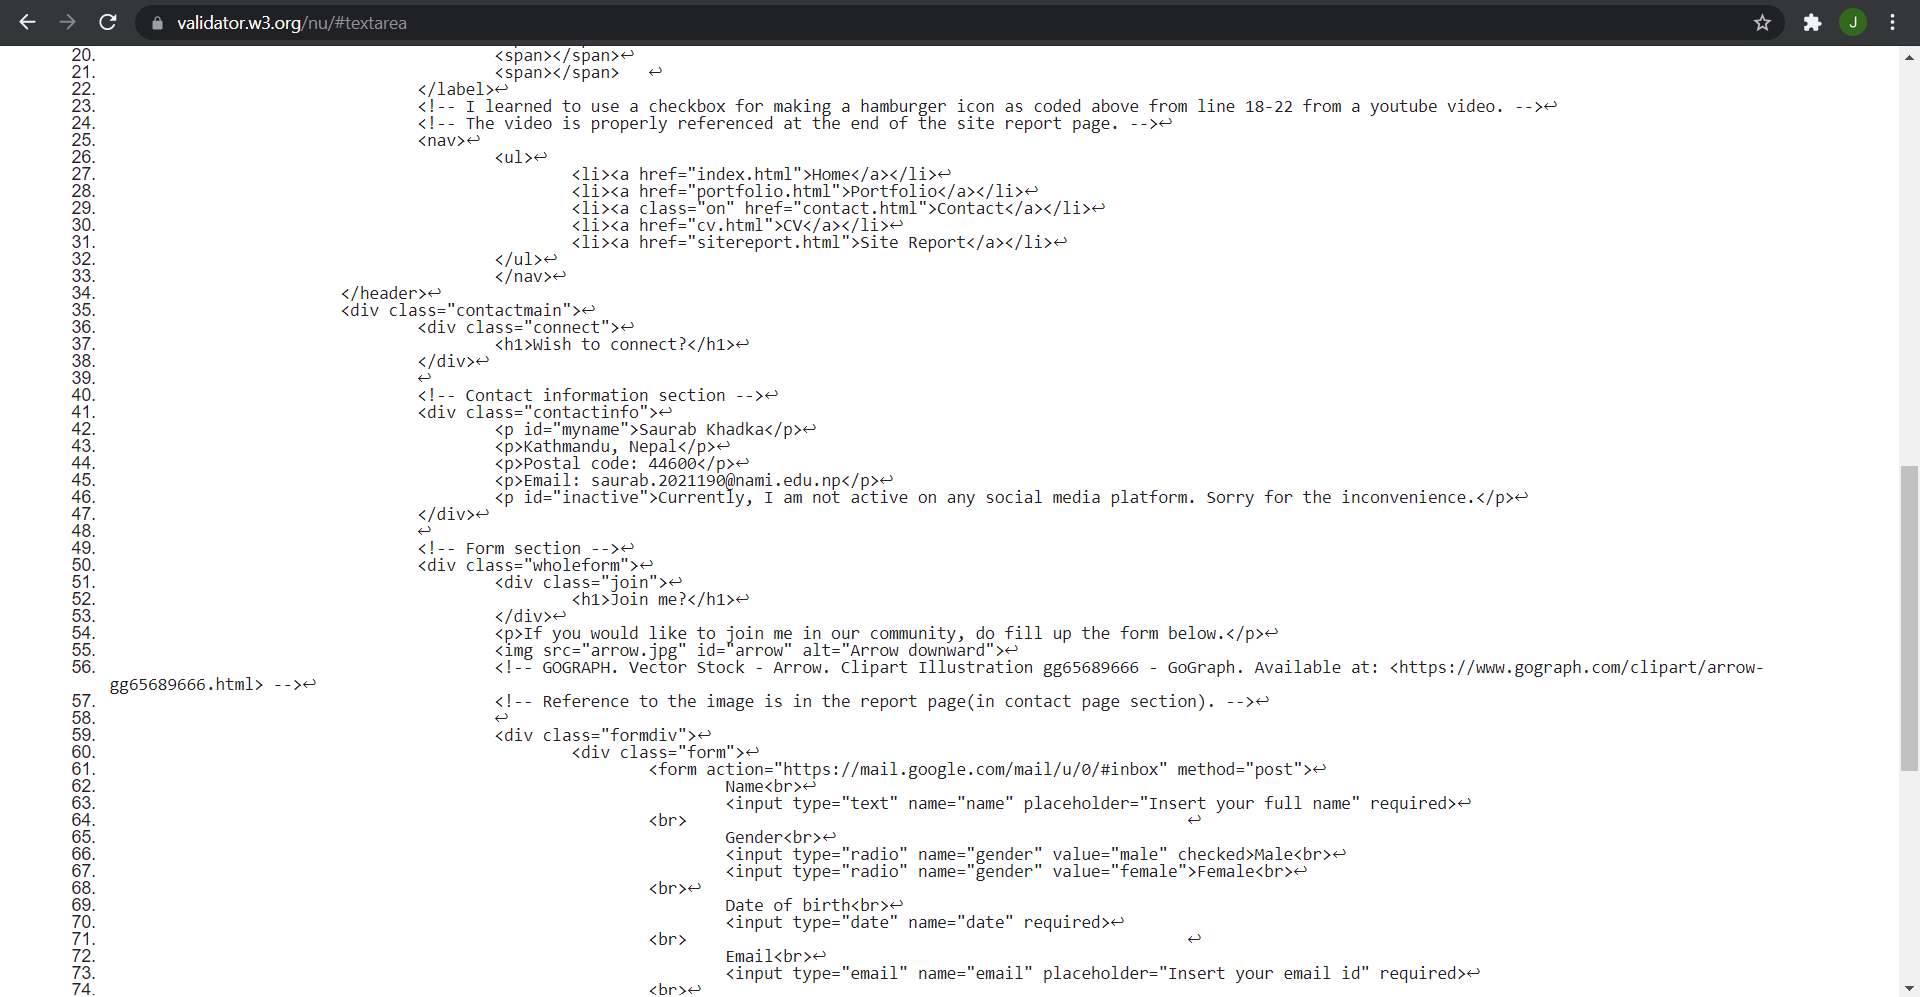 validator.w3.org/nu/#textarea
J
20. <span></span>↩
21. <span></span> ↩
22. </label>↩
23. <!-- I learned to use a checkbox for making a hamburger icon as coded above from line 18-22 from a youtube video. -->↩
24. <!-- The video is properly referenced at the end of the site report page. -->↩
25. <nav>↩
26. <ul>↩
27. <li><a href="index.html">Home</a></li>↩
28. <li><a href="portfolio.html">Portfolio</a></li>↩
29. <li><a class="on" href="contact.html">Contact</a></li>↩
30. <li><a href="cv.html">CV</a></li>↩
31. <li><a href="sitereport.html">Site Report</a></li>↩
32. </ul>↩
33. </nav>↩
34. </header>↩
35. <div class="contactmain">↩
36. <div class="connect">↩
37. <h1>Wish to connect?</h1>↩
38. </div>↩
39. ↩
40. <!-- Contact information section -->↩
41. <div class="contactinfo">↩
42. <p id="myname">Saurab Khadka</p>↩
43. <p>Kathmandu, Nepal</p>↩
44. <p>Postal code: 44600</p>↩
45. <p>Email: saurab.2021190@nami.edu.np</p>↩
46. <p id="inactive">Currently, I am not active on any social media platform. Sorry for the inconvenience.</p>↩
47. </div>↩
48. ↩
49. <!-- Form section -->↩
50. <div class="wholeform">↩
51. <div class="join">↩
52. <h1>Join me?</h1>↩
53. </div>↩
54. <p>If you would like to join me in our community, do fill up the form below.</p>↩
55. <img src="arrow.jpg" id="arrow" alt="Arrow downward">↩
56. <!-- GOGRAPH. Vector Stock - Arrow. Clipart Illustration gg65689666 - GoGraph. Available at: <https://www.gograph.com/clipart/arrow-
gg65689666.html> -->↩
57. <!-- Reference to the image is in the report page(in contact page section). -->↩
58. ↩
59. <div class="formdiv">↩
60. <div class="form">↩
61. <form action="https://mail.google.com/mail/u/0/#inbox" method="post">↩
62. Name<br>↩
63. <input type="text" name="name" placeholder="Insert your full name" required>↩
64. <br> ↩
65. Gender<br>↩
66. <input type="radio" name="gender" value="male" checked>Male<br>↩
67. <input type="radio" name="gender" value="female">Female<br>↩
68. <br>↩
69. Date of birth<br>↩
70. <input type="date" name="date" required>↩
71. <br> ↩
72. Email<br>↩
73. <input type="email" name="email" placeholder="Insert your email id" required>↩
74. <br>↩